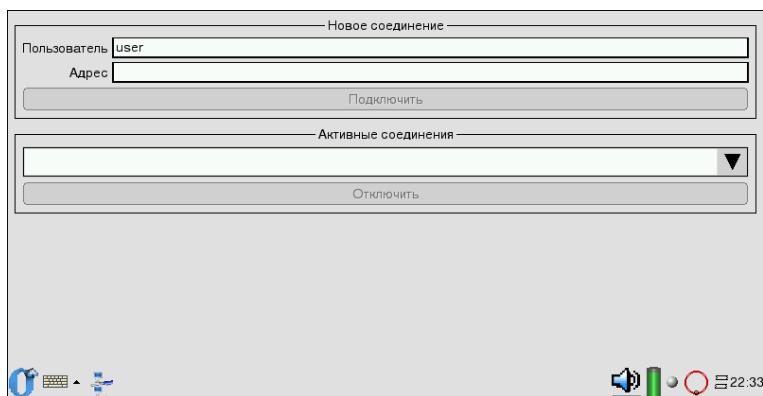 Новое соединение
Пользователь user
Адрес
Подключить
Активные соединения
Отключить
22:33